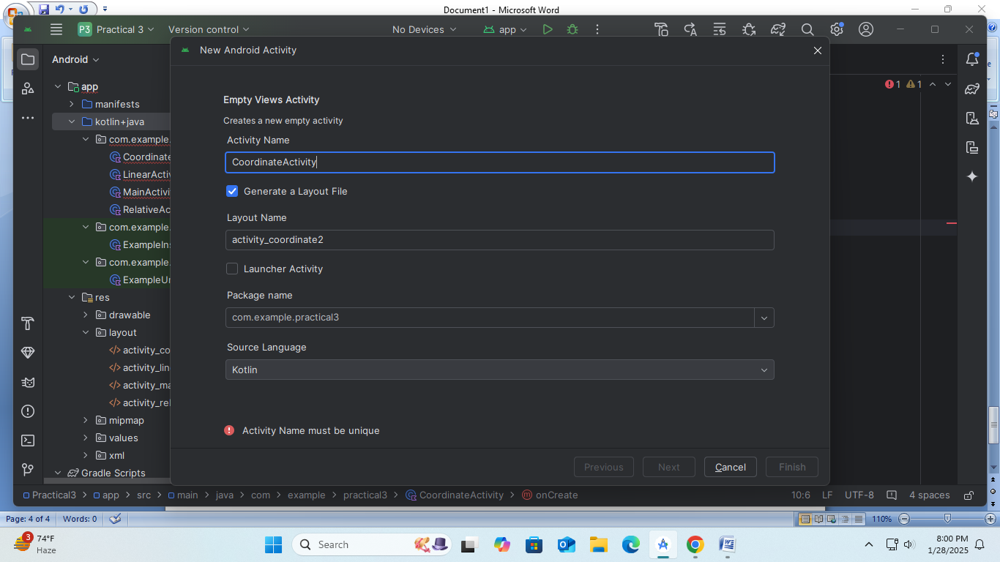 Document1 - Microsoft Word
P3 Practical 3
Version control
No Devices
app
Android
New Android Activity
1 1
app
manifests
kotlin+java
com.example.
Coordinate
LinearActiv
MainActivi
RelativeAc
com.example.
ExampleIns
com.example.
ExampleUn
res
drawable
layout
activity_co
activity_lin
activity_ma
activity_rel
mipmap
values
xml
Gradle Scripts
Empty Views Activity
Creates a new empty activity
Activity Name
CoordinateActivity
Generate a Layout File
Layout Name
activity_coordinate2
Launcher Activity
Package name
com.example.practical3
Source Language
Kotlin
Activity Name must be unique
Previous
Next
Cancel
Finish
Practical3 > app > src > main > java > com > example > practical3 > CoordinateActivity > m onCreate
10:6 LF UTF-8 4 spaces
Page: 4 of 4 Words: 0
110%
3
74°F
Haze
Search
8:00 PM
1/28/2025